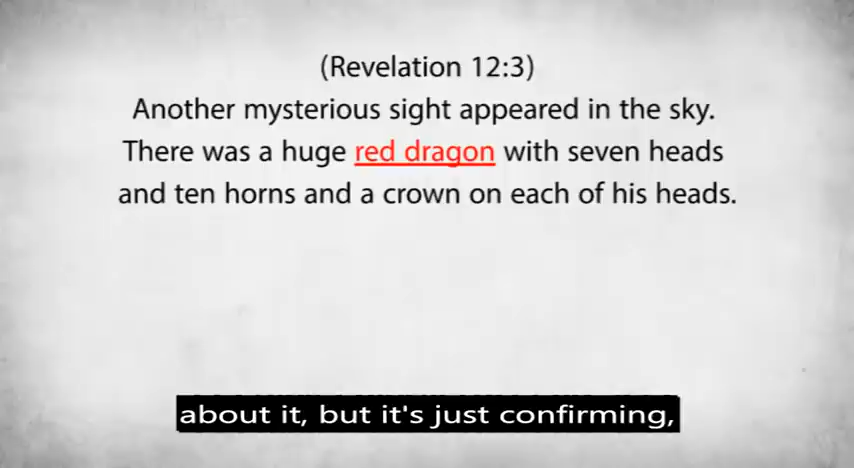 (Revelation 12:3)
Another mysterious sight appeared in the sky.
There was a huge red dragon with seven heads
and ten horns and a crown on each of his heads.
about it, but it's just confirming,